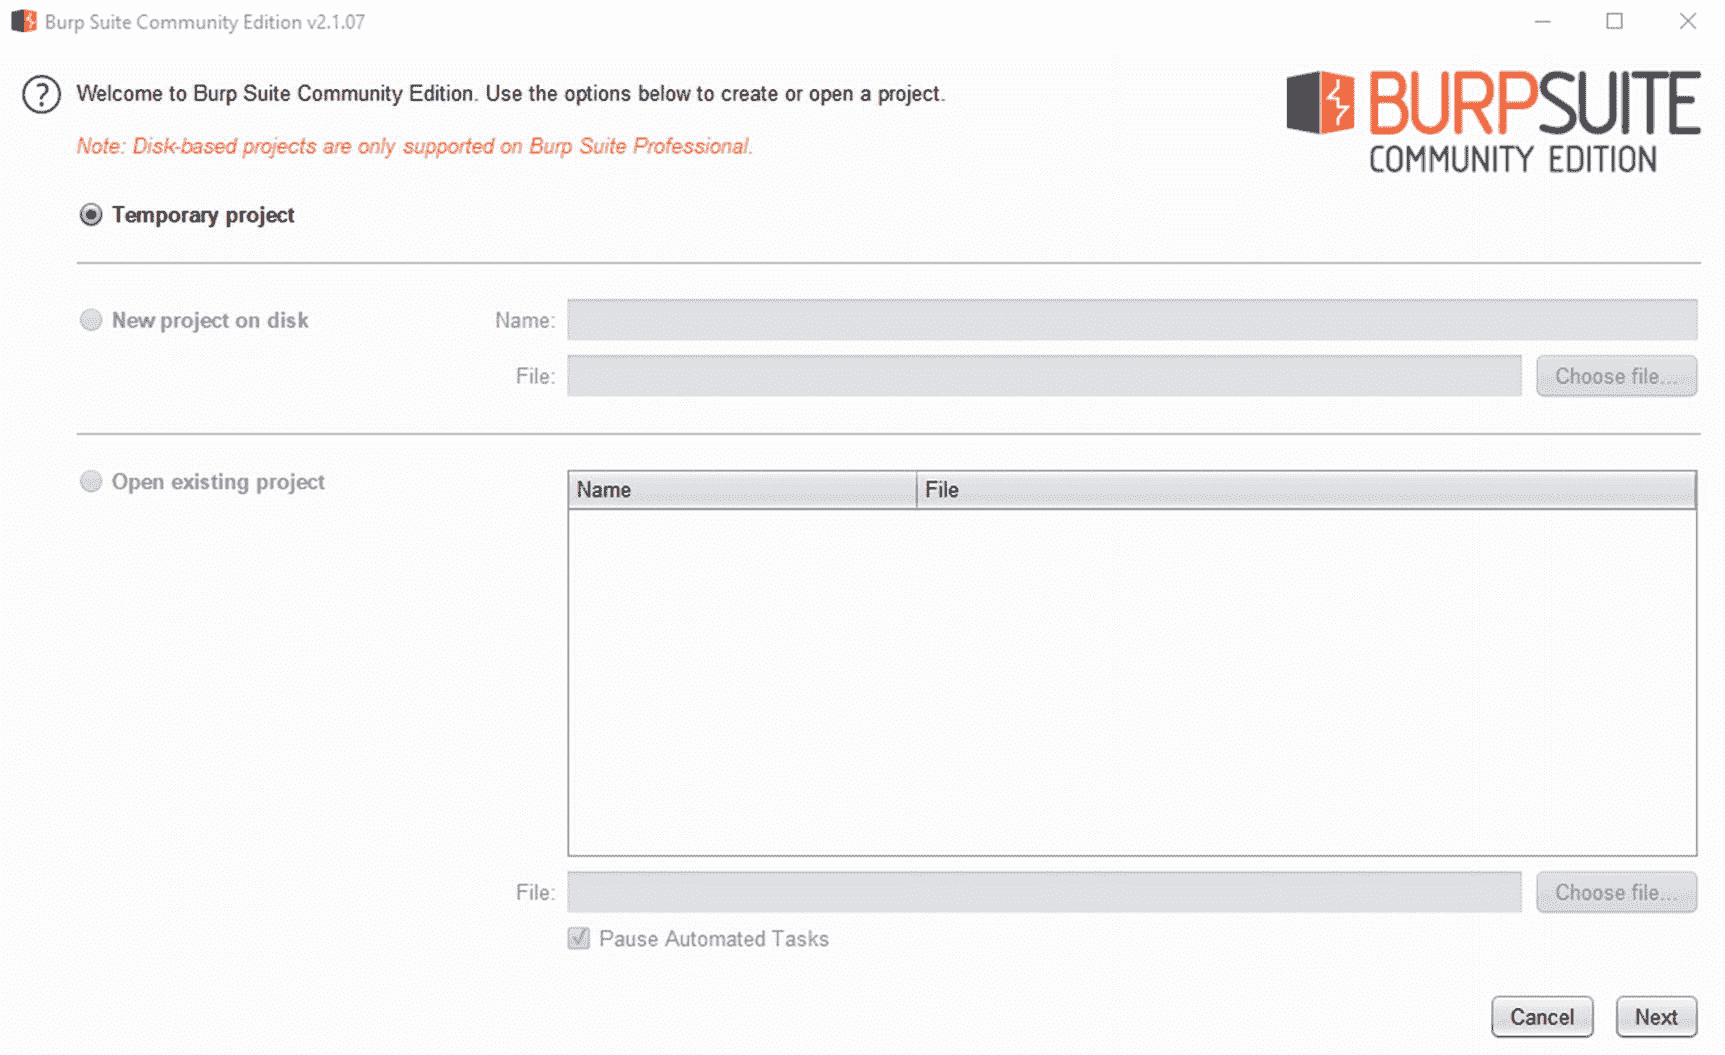 Burp Suite Community Edition v2.1.07
? Welcome to Burp Suite Community Edition. Use the options below to create or open a project.
BURPSUITE
COMMUNITY EDITION
Note: Disk-based projects are only supported on Burp Suite Professional.
Temporary project
New project on disk Name:
File: Choose file...
Open existing project Name File
File: Choose file...
Pause Automated Tasks
Cancel Next